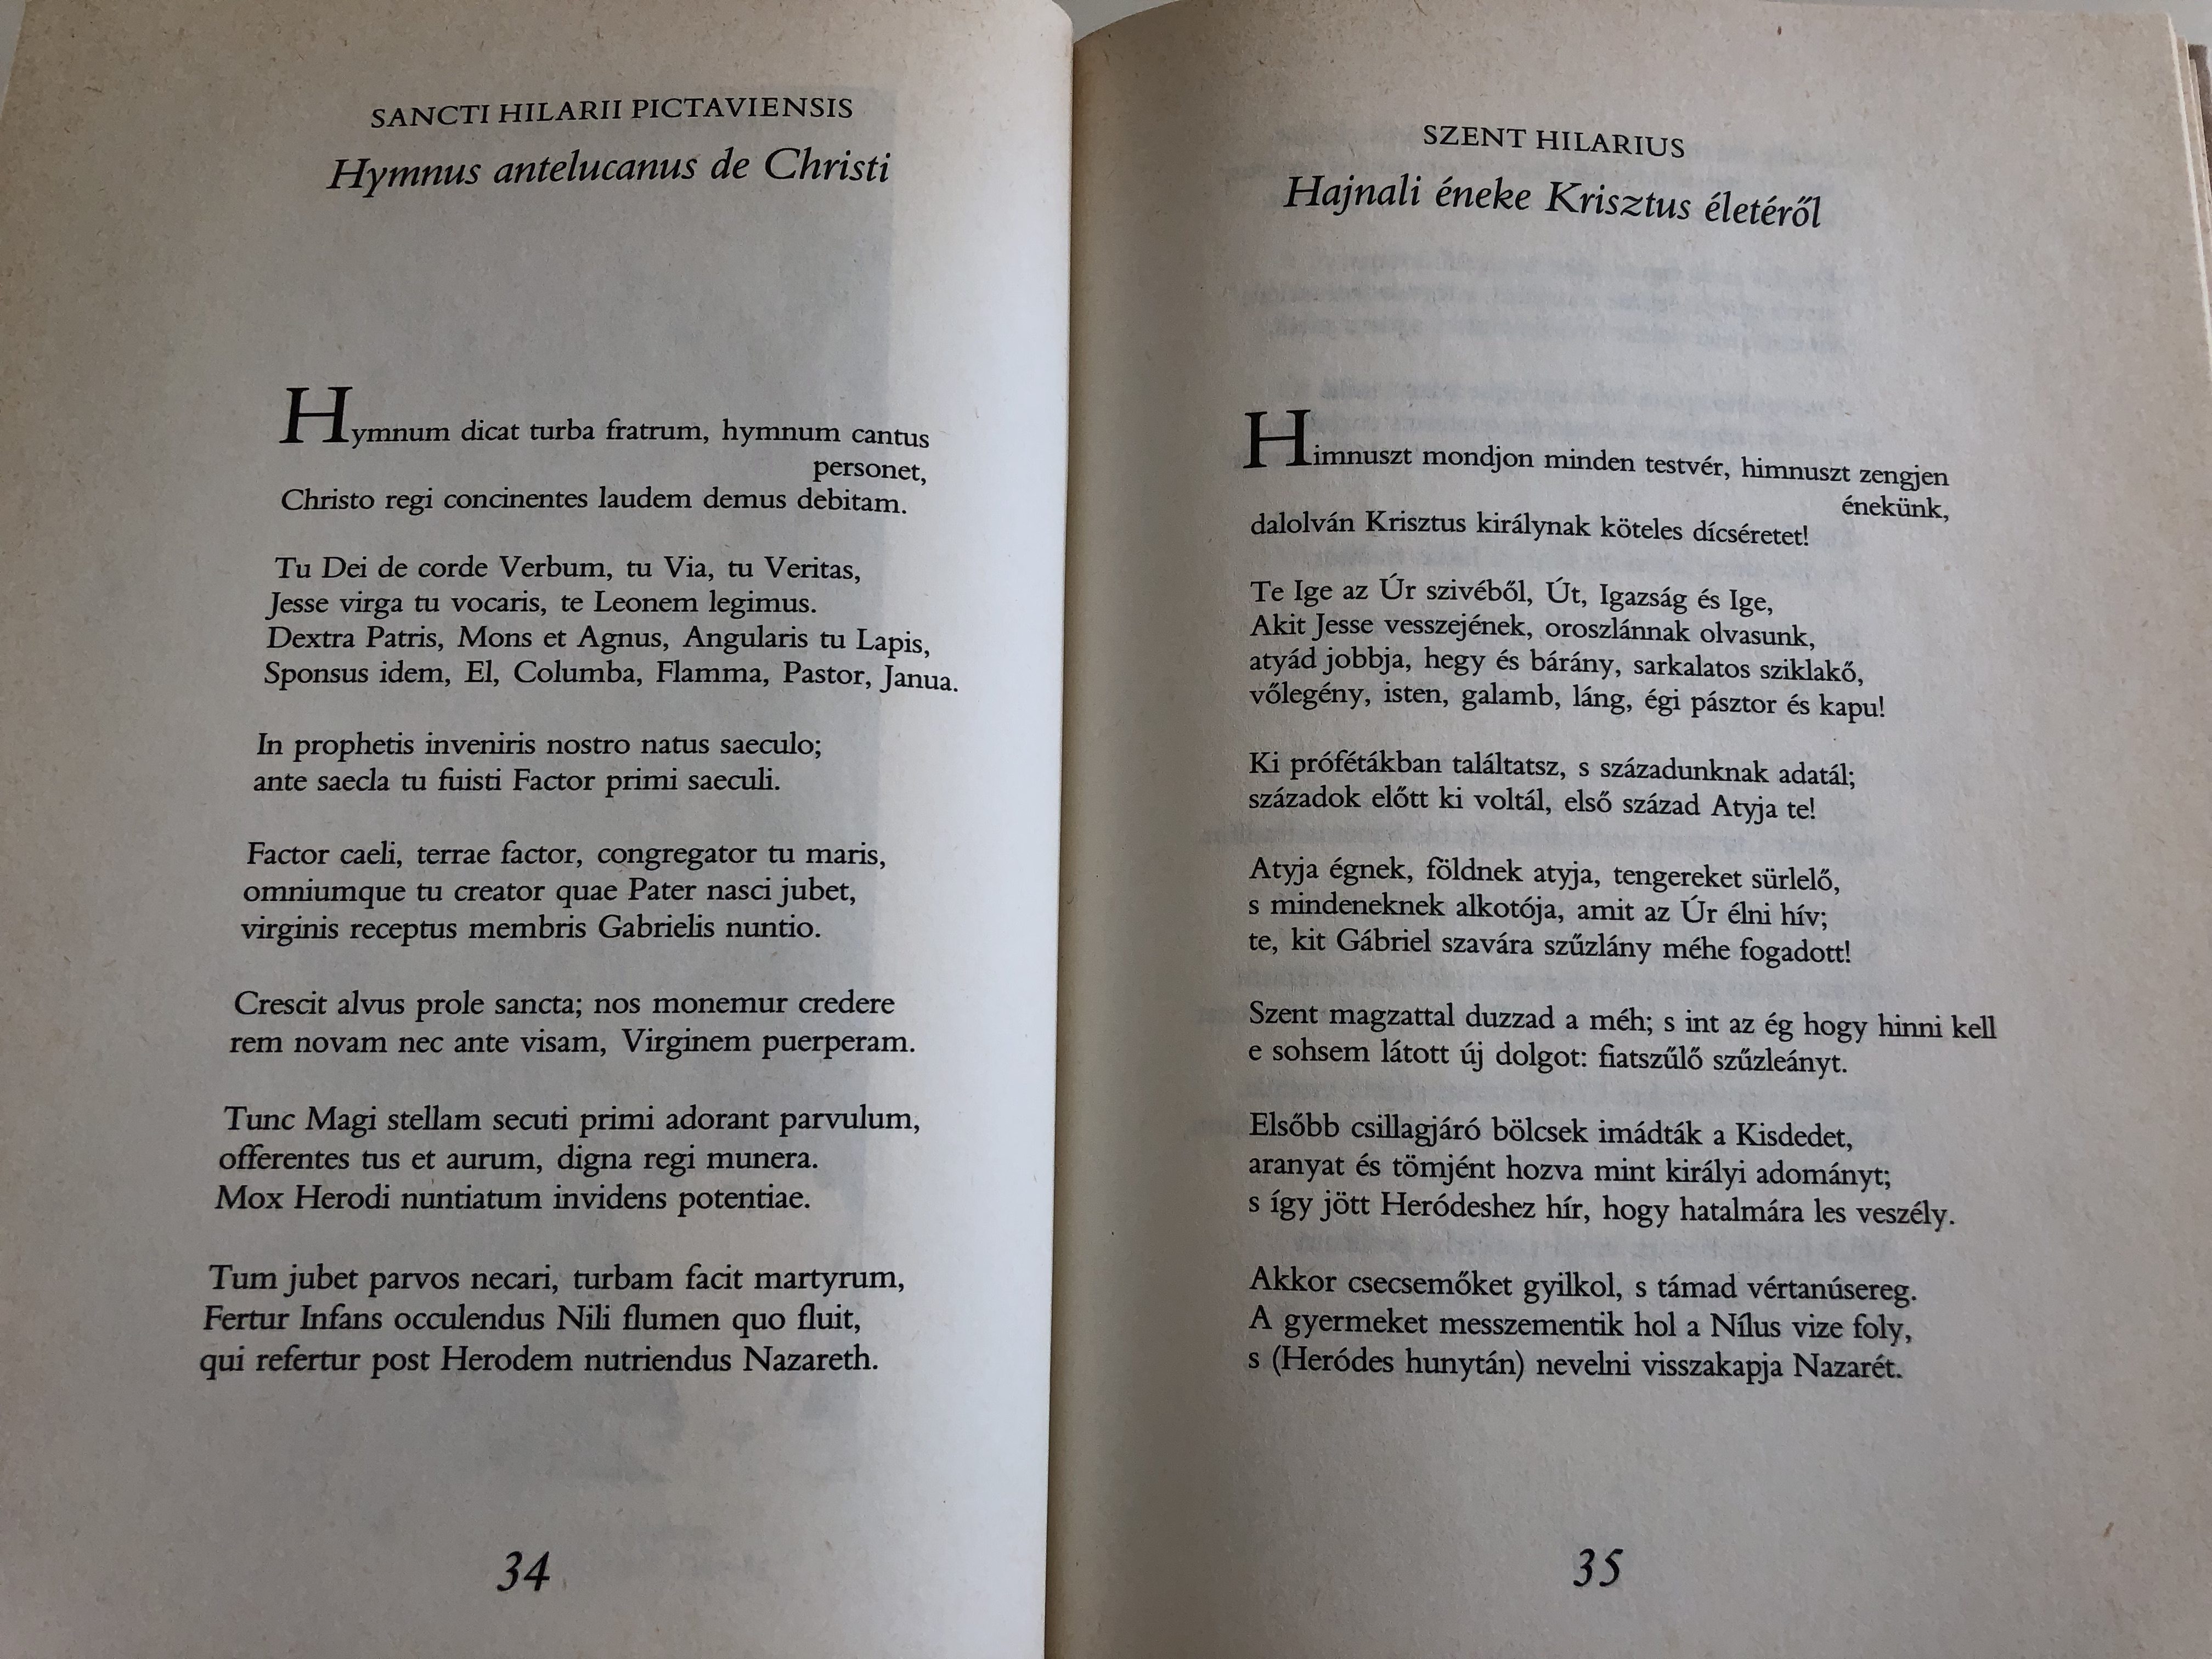 SANCTI HILARII PICTAVIENSIS
Hymnus antelucanus de Christi
Hymnum dicat turba fratrum, hymnum cantus
personet,
Christo regi concinentes laudem demus debitam.
Tu Dei de corde Verbum, tu Via, tu Veritas,
Jesse virga tu vocaris, te Leonem legimus.
Dextra Patris, Mons et Agnus, Angularis tu Lapis,
Sponsus idem, El, Columba, Flamma, Pastor, Janua.
In prophetis inveniris nostro natus saeculo;
ante saecla tu fuisti Factor primi saeculi.
Factor caeli, terrae factor, congregator tu maris,
omniumque tu creator quae Pater nasci jubet,
virginis receptus membris Gabrielis nuntio.
Crescit alvus prole sancta; nos monemur credere
rem novam nec ante visam, Virginem puerperam.
Tunc Magi stellam secuti primi adorant parvulum,
offerentes tus et aurum, digna regi munera.
Mox Herodi nuntiatum invidens potentiae.
Tum jubet parvos necari, turbam facit martyrum,
Fertur Infans occulendus Nili flumen quo fluit,
qui refertur post Herodem nutriendus Nazareth.
34
SZENT HILARIUS
Hajnali éneke Krisztus életéről
Himnuszt mondjon minden testvér, himnuszt zengjen
énekünk,
dalolván Krisztus királynak köteles dícséretet!
Te Ige az Úr szivéből, Út, Igazság és Ige,
Akit Jesse vesszejének, oroszlánnak olvasunk,
atyád jobbja, hegy és bárány, sarkalatos sziklakő,
vőlegény, isten, galamb, láng, égi pásztor és kapu!
Ki prófétákban találtatsz, s századunknak adatál;
századok előtt ki voltál, első század Atyja te!
Atyja égnek, földnek atyja, tengereket sürlelő,
s mindeneknek alkotója, amit az Úr élni hív;
te, kit Gábriel szavára szűzlány méhe fogadott!
Szent magzattal duzzad a méh; s int az ég hogy hinni kell
e sohsem látott új dolgot: fiatszűlő szűzleányt.
Elsőbb csillagjáró bölcsek imádták a Kisdedet,
aranyat és tömjént hozva mint királyi adományt;
s így jött Heródeshez hír, hogy hatalmára les veszély.
Akkor csecsemőket gyilkol, s támad vértanúsereg.
A gyermeket messzementik hol a Nílus vize foly,
s (Heródes hunytán) nevelni visszakapja Nazarét.
35